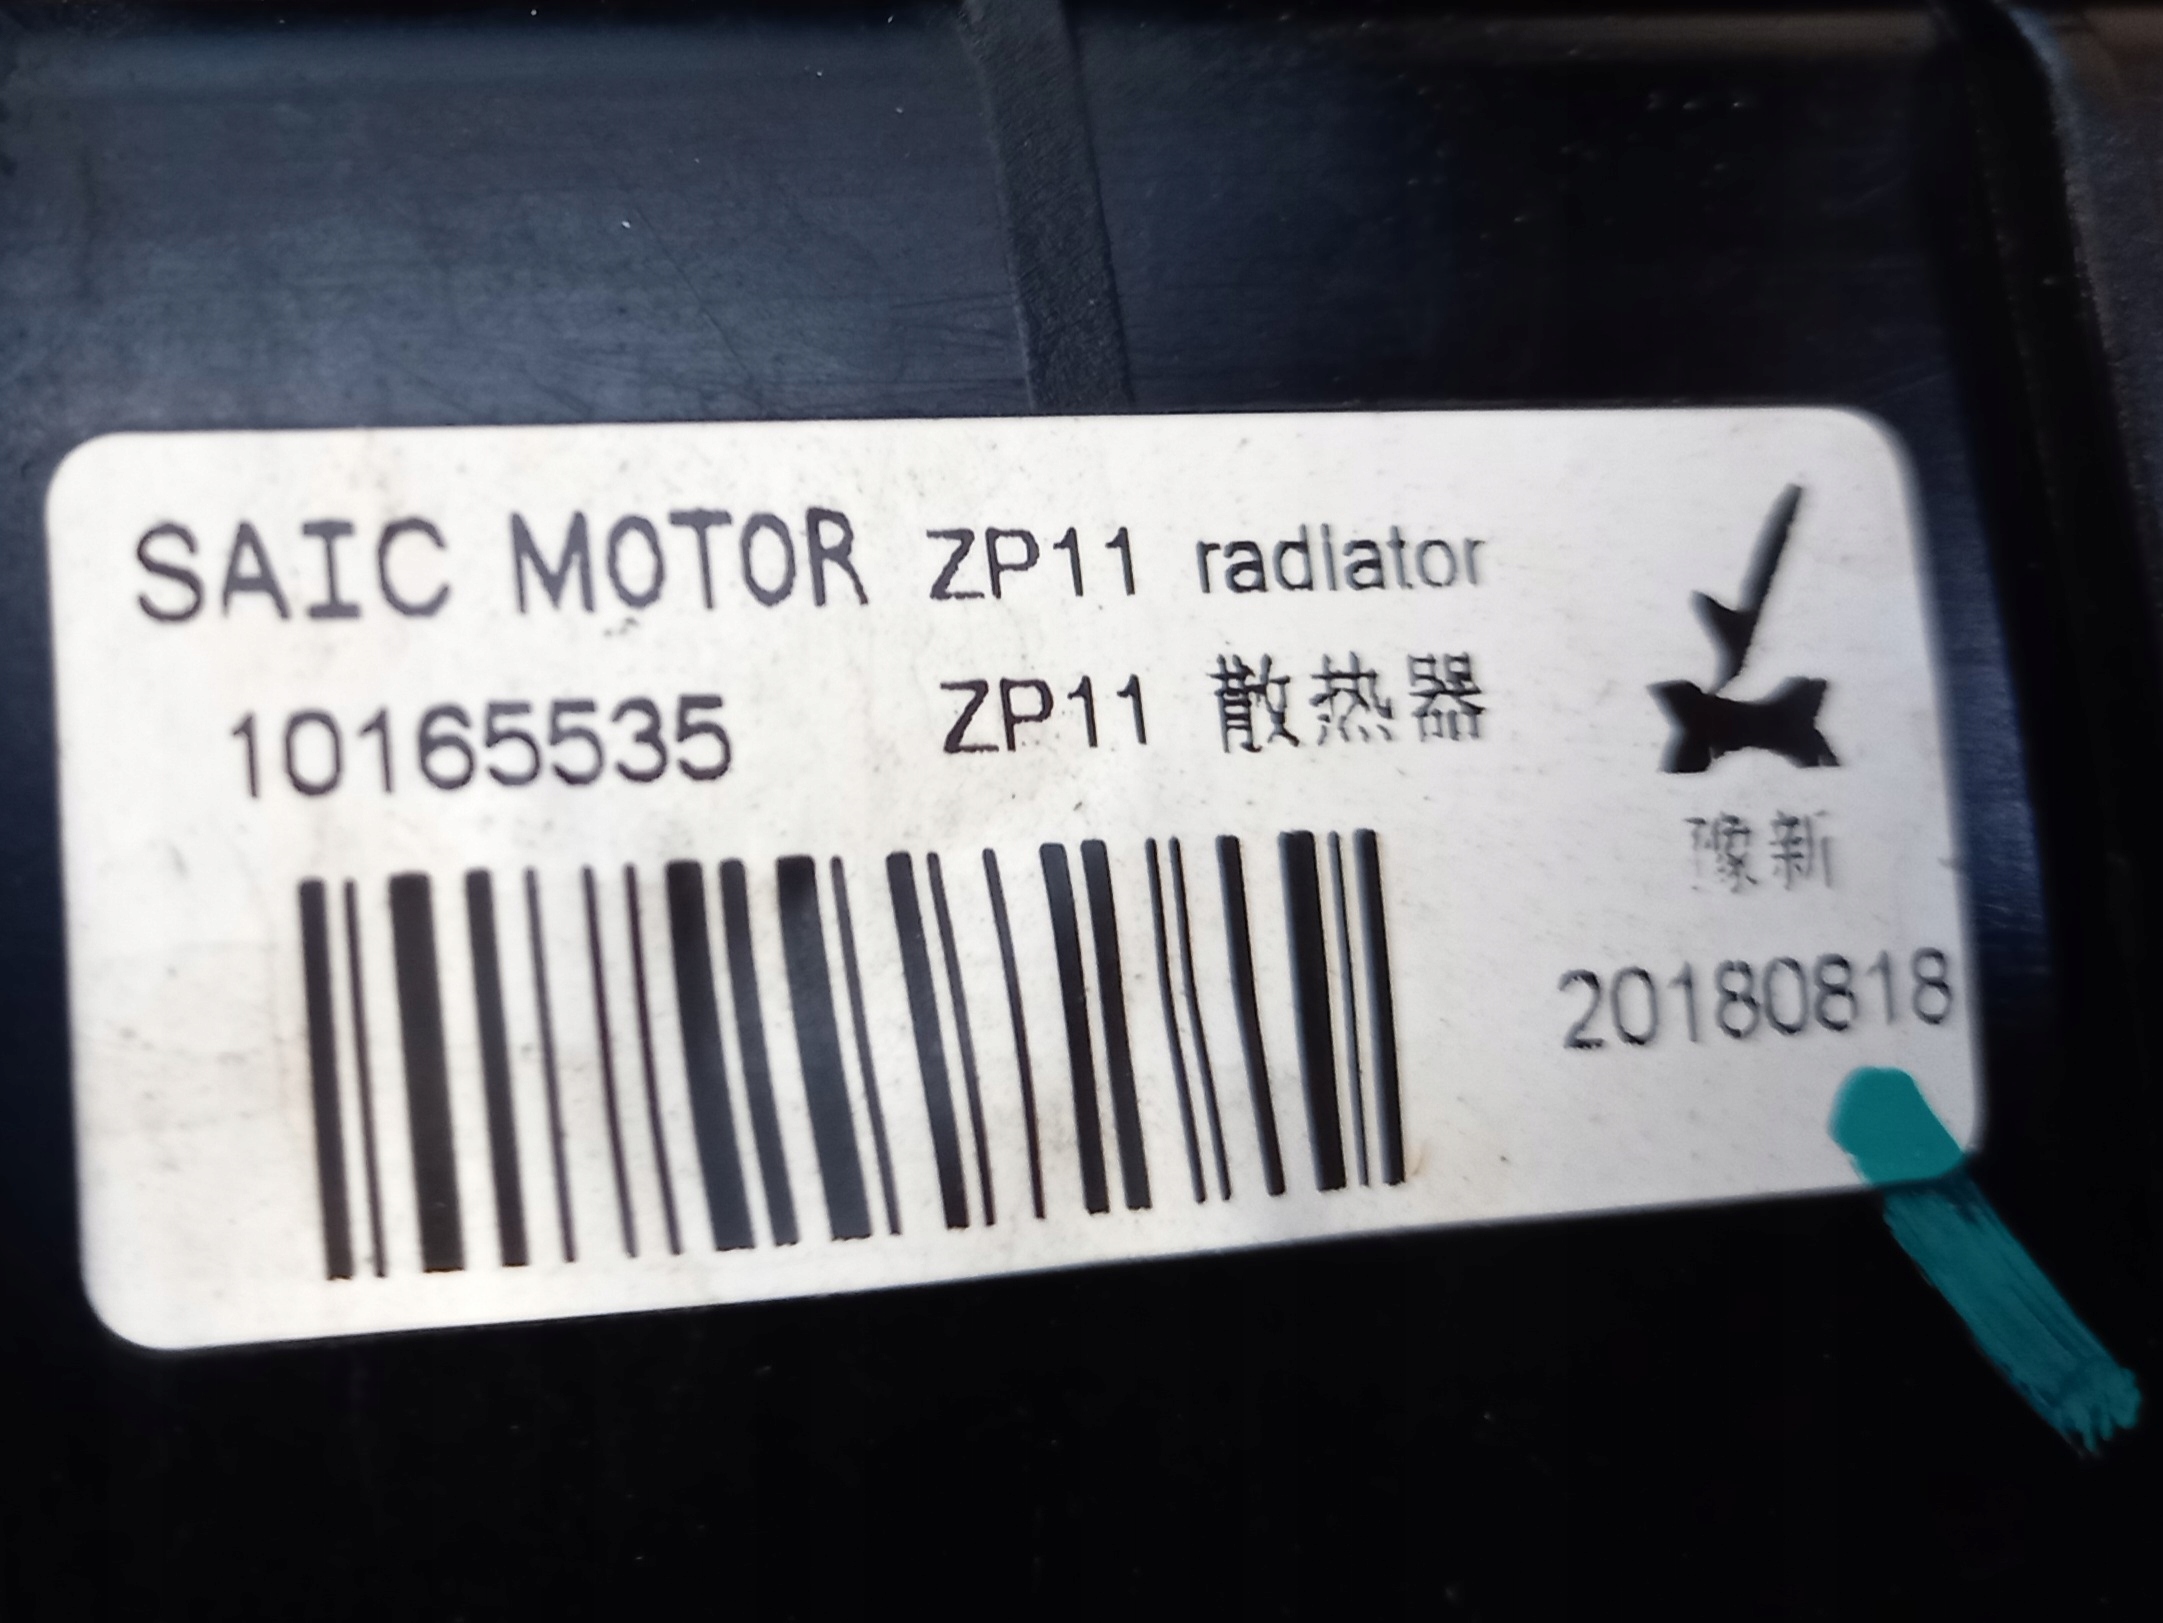 SAIC MOTOR ZP11 radiator
10165535 ZP11 散热器
豫新
20180818